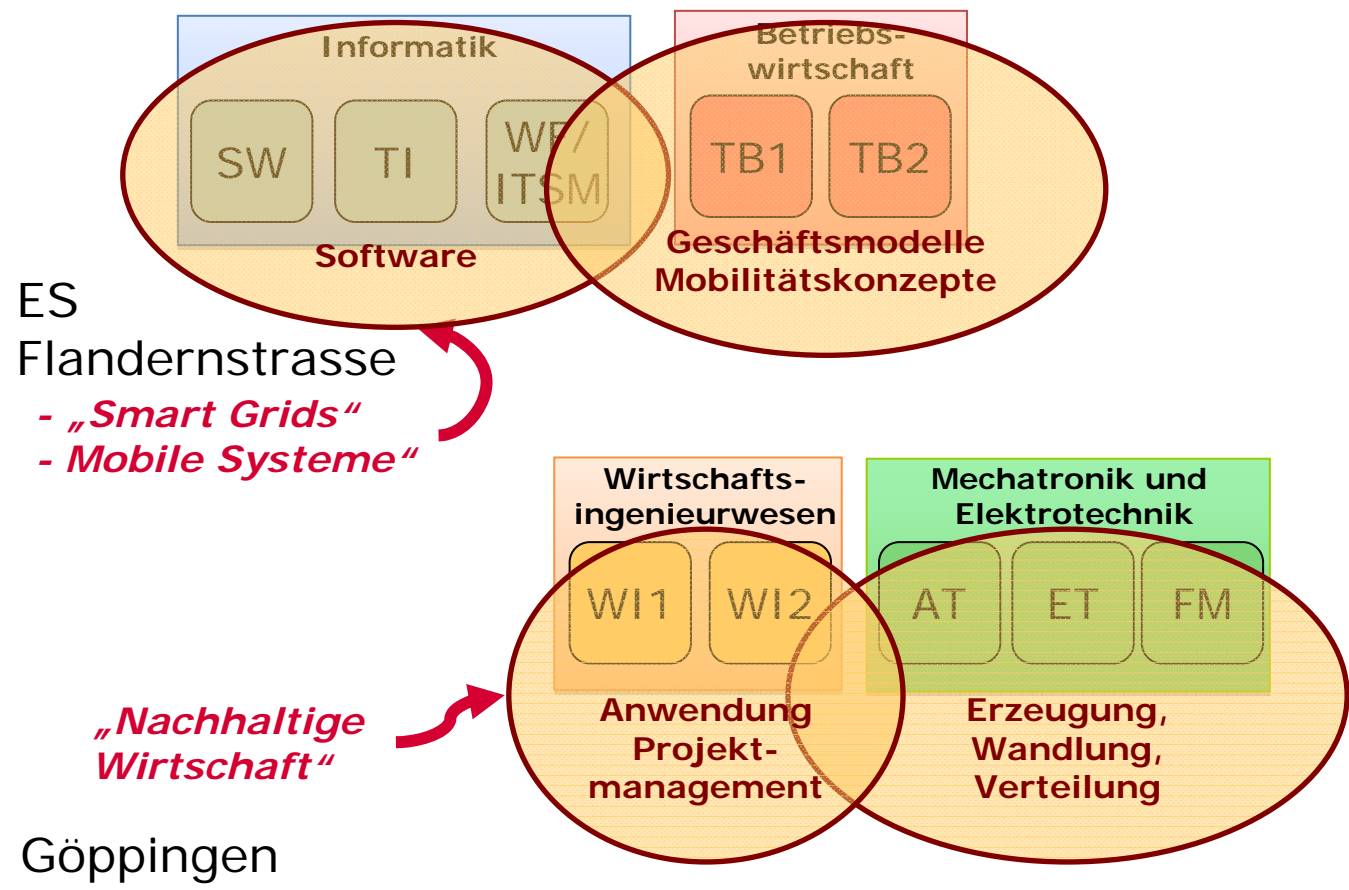 Informatik
SW
TI
WF/
ITSM
Software
Betriebs-
wirtschaft
TB1
TB2
Geschäftsmodelle
Mobilitätskonzepte
ES
Flandernstrasse
- „Smart Grids“
- Mobile Systeme“
Wirtschafts-
ingenieurwesen
WI1
WI2
Anwendung
Projekt-
management
Mechatronik und
Elektrotechnik
AT
ET
FM
Erzeugung,
Wandlung,
Verteilung
„Nachhaltige
Wirtschaft“
Göppingen